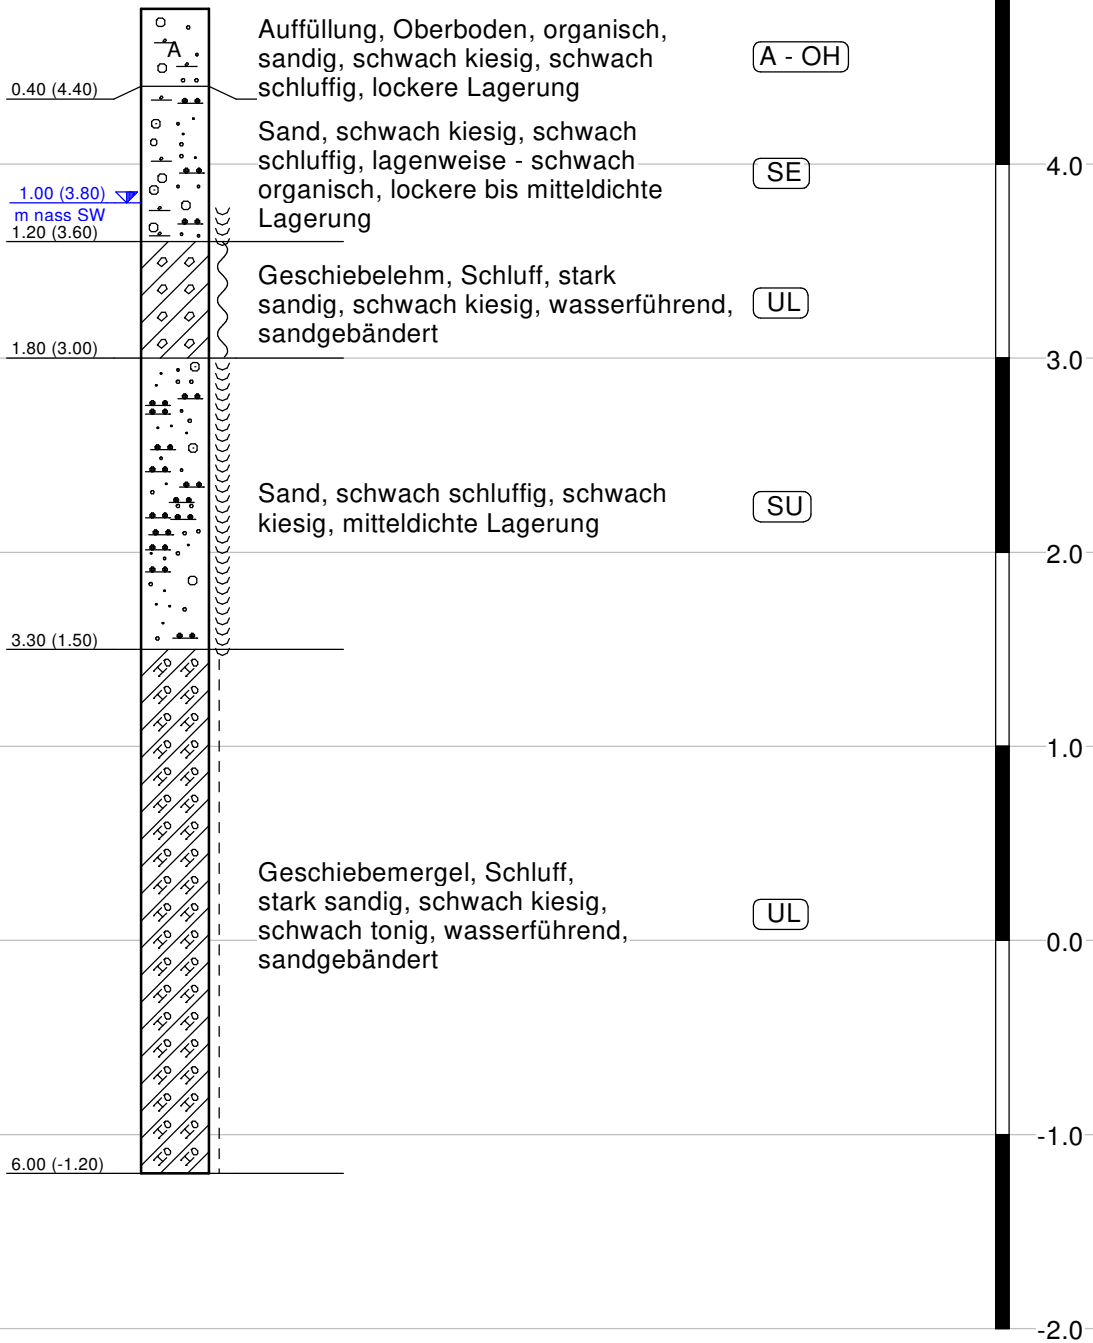 Auffüllung, Oberboden, organisch,
sandig, schwach kiesig, schwach
schluffig, lockere Lagerung
A - OH
A
0.40 (4.40)
Sand, schwach kiesig, schwach
schluffig, lagenweise - schwach
organisch, lockere bis mitteldichte
Lagerung
SE
4.0
1.00 (3.80)
m nass SW
1.20 (3.60)
Geschiebelehm, Schluff, stark
sandig, schwach kiesig, wasserführend,
sandgebändert
UL
1.80 (3.00)
3.0
Sand, schwach schluffig, schwach
kiesig, mitteldichte Lagerung
SU
2.0
3.30 (1.50)
1.0
Geschiebemergel, Schluff,
stark sandig, schwach kiesig,
schwach tonig, wasserführend,
sandgebändert
UL
0.0
-1.0
6.00 (-1.20)
-2.0